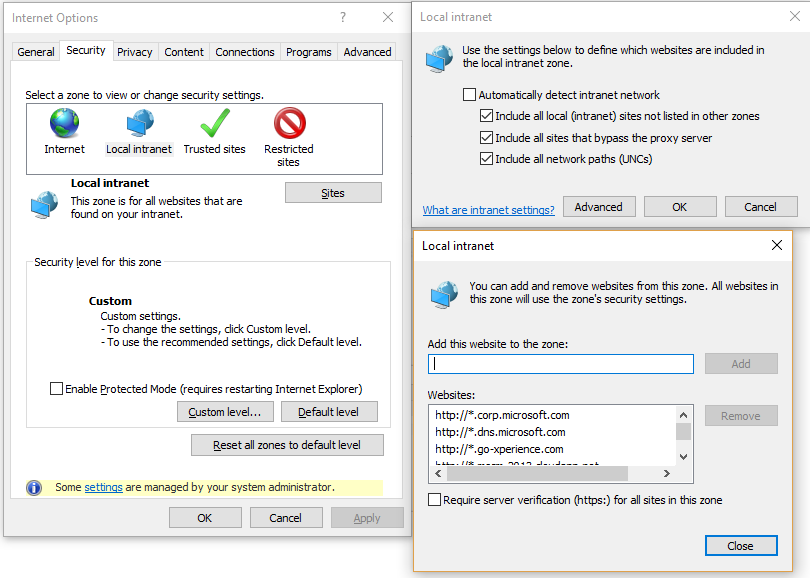 Internet Options
?
General
Security
Privacy
Content
Connections
Programs
Advanced
Select a zone to view or change security settings.
Internet
Local intranet
Trusted sites
Restricted
sites
Local intranet
This zone is for all websites that are
found on your intranet.
Sites
Security level for this zone
Custom
Custom settings.
- To change the settings, click Custom level.
- To use the recommended settings, click Default level.
Enable Protected Mode (requires restarting Internet Explorer)
Custom level...
Default level
Reset all zones to default level
Some settings are managed by your system administrator.
OK
Cancel
Apply
Local intranet
Use the settings below to define which websites are included in
the local intranet zone.
Automatically detect intranet network
Include all local (intranet) sites not listed in other zones
Include all sites that bypass the proxy server
Include all network paths (UNCs)
What are intranet settings?
Advanced
OK
Cancel
Local intranet
You can add and remove websites from this zone. All websites in
this zone will use the zone's security settings.
Add this website to the zone:
Add
Websites:
http://*.corp.microsoft.com
http://*.dns.microsoft.com
http://*.go-xperience.com
Remove
Require server verification (https:) for all sites in this zone
Close